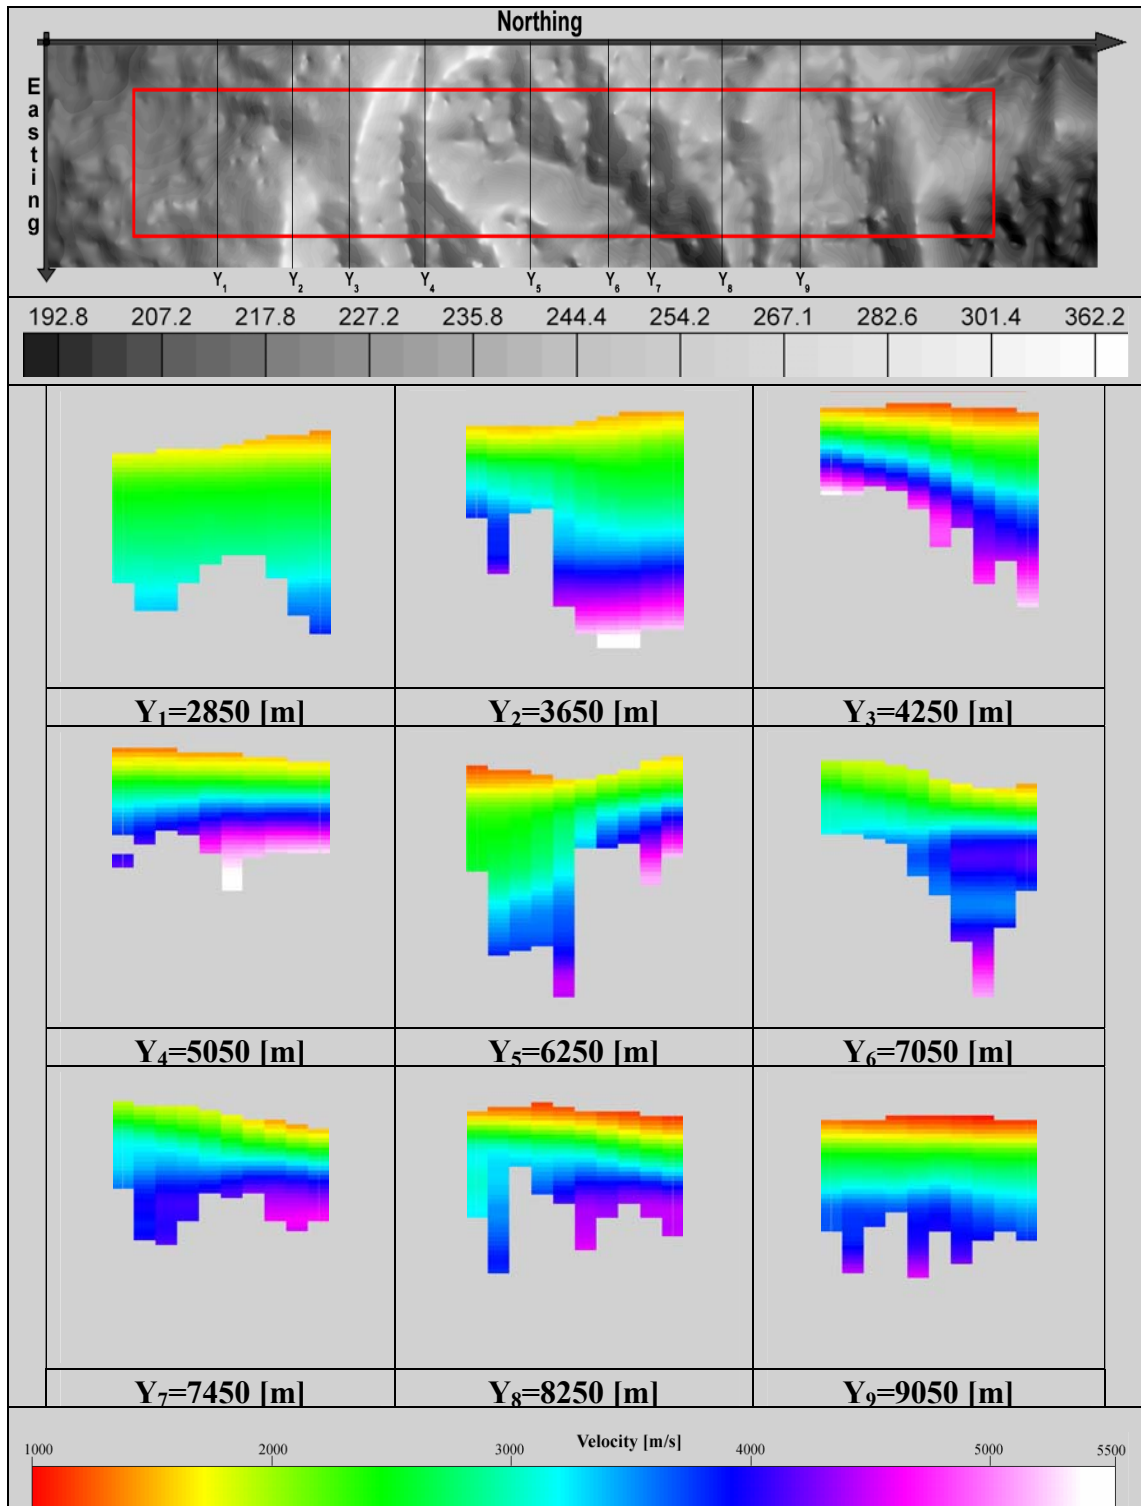 Northing
Easting
Y₁ Y₂ Y₃ Y₄ Y₅ Y₆ Y₇ Y₈ Y₉
192.8 207.2 217.8 227.2 235.8 244.4 254.2 267.1 282.6 301.4 362.2
Y₁=2850 [m] Y₂=3650 [m] Y₃=4250 [m]
Y₄=5050 [m] Y₅=6250 [m] Y₆=7050 [m]
Y₇=7450 [m] Y₈=8250 [m] Y₉=9050 [m]
Velocity [m/s]
1000 2000 3000 4000 5000 5500